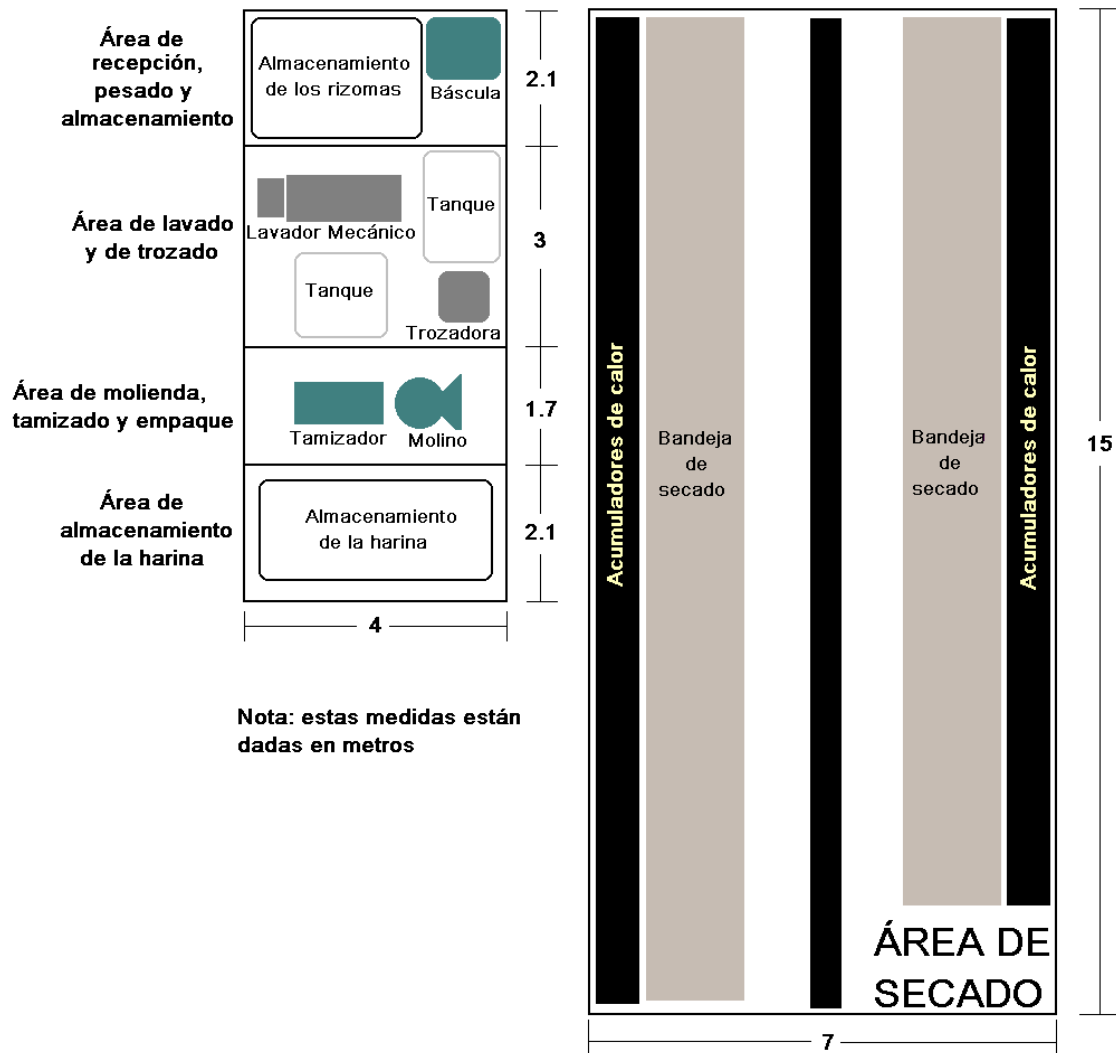 Área de
recepción,
pesado y
almacenamiento
Almacenamiento
de los rizomas
Báscula
2.1
Área de lavado
y de trozado
Lavador Mecánico
Tanque
Tanque
Trozadora
3
Área de molienda,
tamizado y empaque
Tamizador
Molino
1.7
Área de
almacenamiento
de la harina
Almacenamiento
de la harina
2.1
4
Nota: estas medidas están
dadas en metros
Acumuladores de calor
Bandeja
de
secado
Bandeja
de
secado
Acumuladores de calor
15
ÁREA DE
SECADO
7